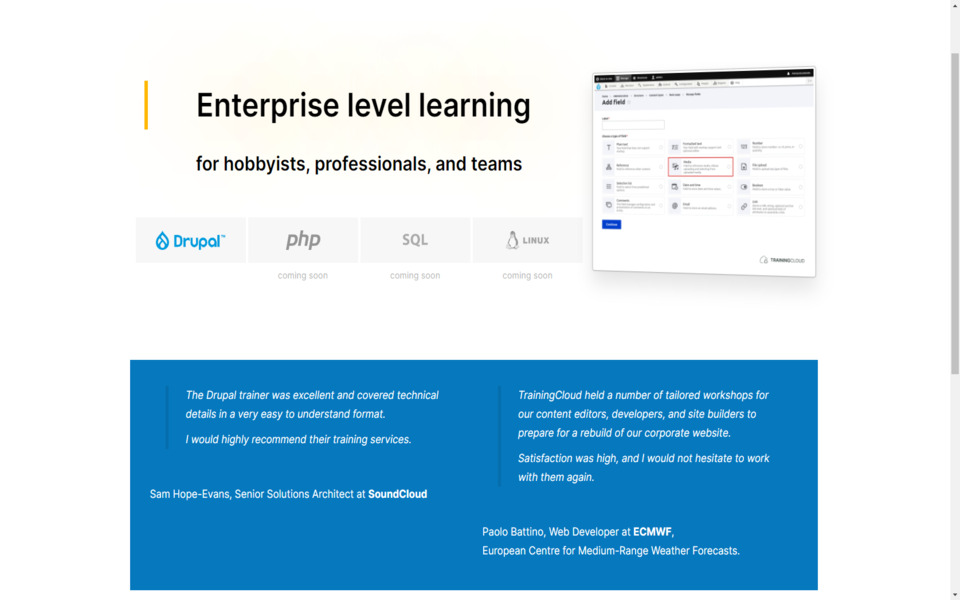 Enterprise level learning
for hobbyists, professionals, and teams
Drupal™
php
SQL
LINUX
coming soon
coming soon
coming soon
Add field
Continue
TRAININGCLOUD
The Drupal trainer was excellent and covered technical
details in a very easy to understand format.
I would highly recommend their training services.
Sam Hope-Evans, Senior Solutions Architect at SoundCloud
TrainingCloud held a number of tailored workshops for
our content editors, developers, and site builders to
prepare for a rebuild of our corporate website.
Satisfaction was high, and I would not hesitate to work
with them again.
Paolo Battino, Web Developer at ECMWF,
European Centre for Medium-Range Weather Forecasts.